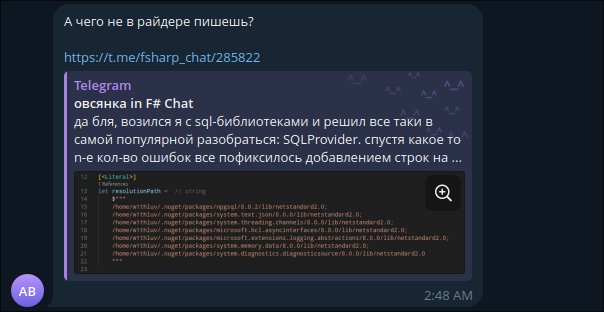 А чего не в райдере пишешь?
https://t.me/fsharp_chat/285822
Telegram
овсянка in F# Chat
да бля, возился я с sql-библиотеками и решил все таки в
самой популярной разобраться: SQLProvider. спустя какое то
n-е кол-во ошибок все пофиксилось добавлением строк на ...
12 [<Literal>]
1 References
13 let resolutionPath = // string
14 $"""
15 /home/w1thluv/.nuget/packages/npgsql/8.0.2/lib/netstandard2.0;
16 /home/w1thluv/.nuget/packages/system.text.json/8.0.0/lib/netstandard2.0;
17 /home/w1thluv/.nuget/packages/system.threading.channels/8.0.0/lib/netstandard2.0;
18 /home/w1thluv/.nuget/packages/microsoft.bcl.asyncinterfaces/8.0.0/lib/netstandard2.0;
19 /home/w1thluv/.nuget/packages/microsoft.extensions.logging.abstractions/8.0.0/lib/netstandard2.0;
20 /home/w1thluv/.nuget/packages/system.memory.data/8.0.0/lib/netstandard2.0;
21 /home/w1thluv/.nuget/packages/system.diagnostics.diagnosticsource/8.0.0/lib/netstandard2.0
22 """
23
AB
2:48 AM